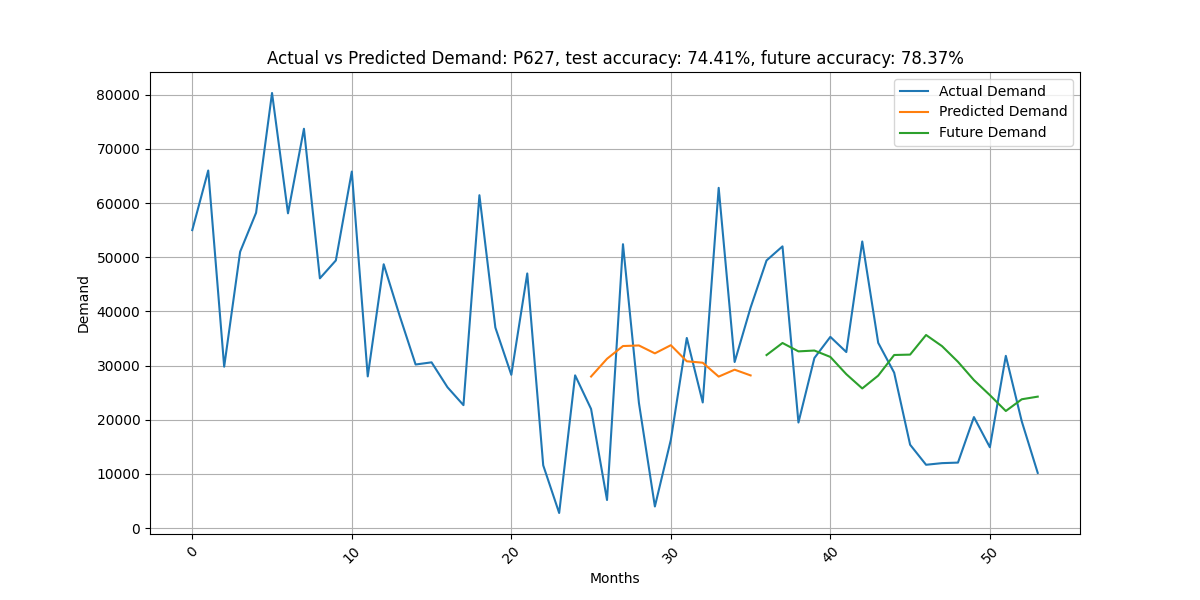 Actual vs Predicted Demand: P627, test accuracy: 74.41%, future accuracy: 78.37%
Actual Demand
Predicted Demand
Future Demand
Demand
80000
70000
60000
50000
40000
30000
20000
10000
0
0
10
20
30
40
50
Months